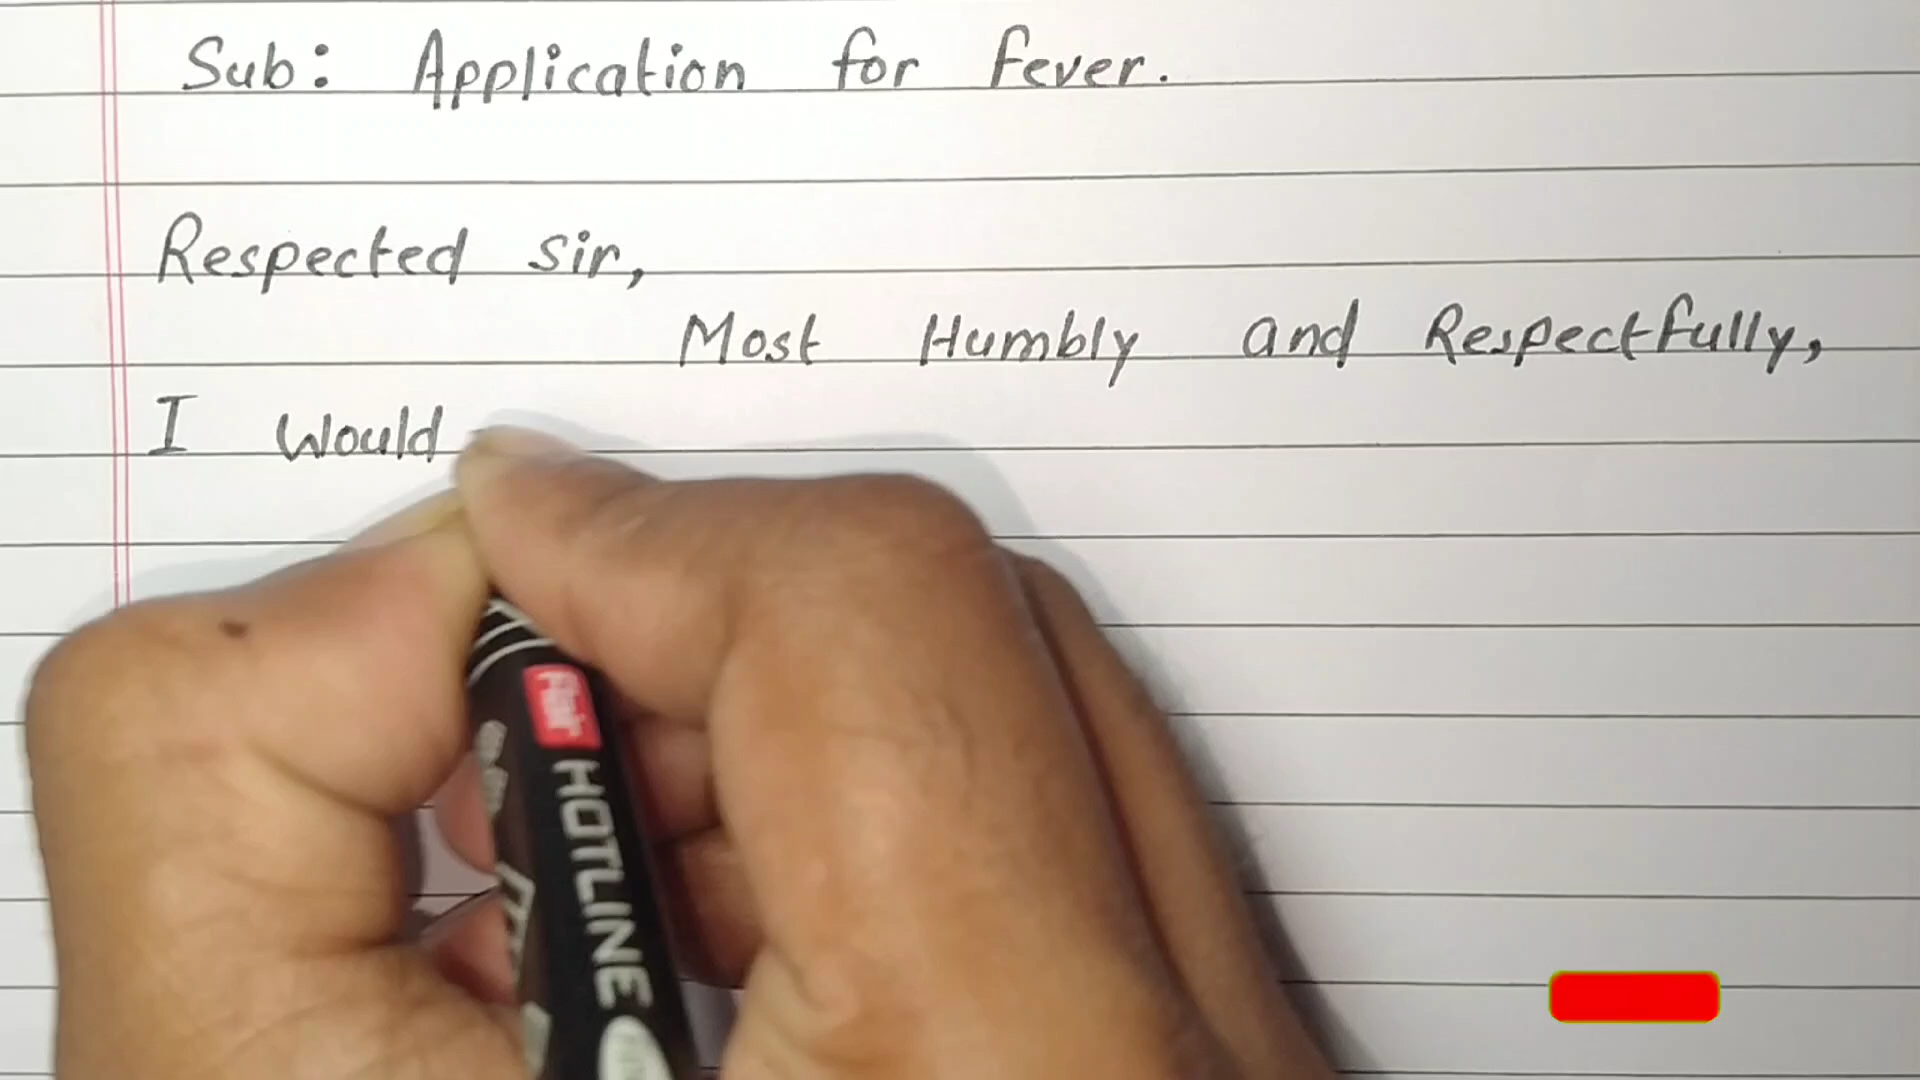 Sub: Application for Fever.
Respected Sir,
Most Humbly and Respectfully,
I Would
Flair
HOTLINE